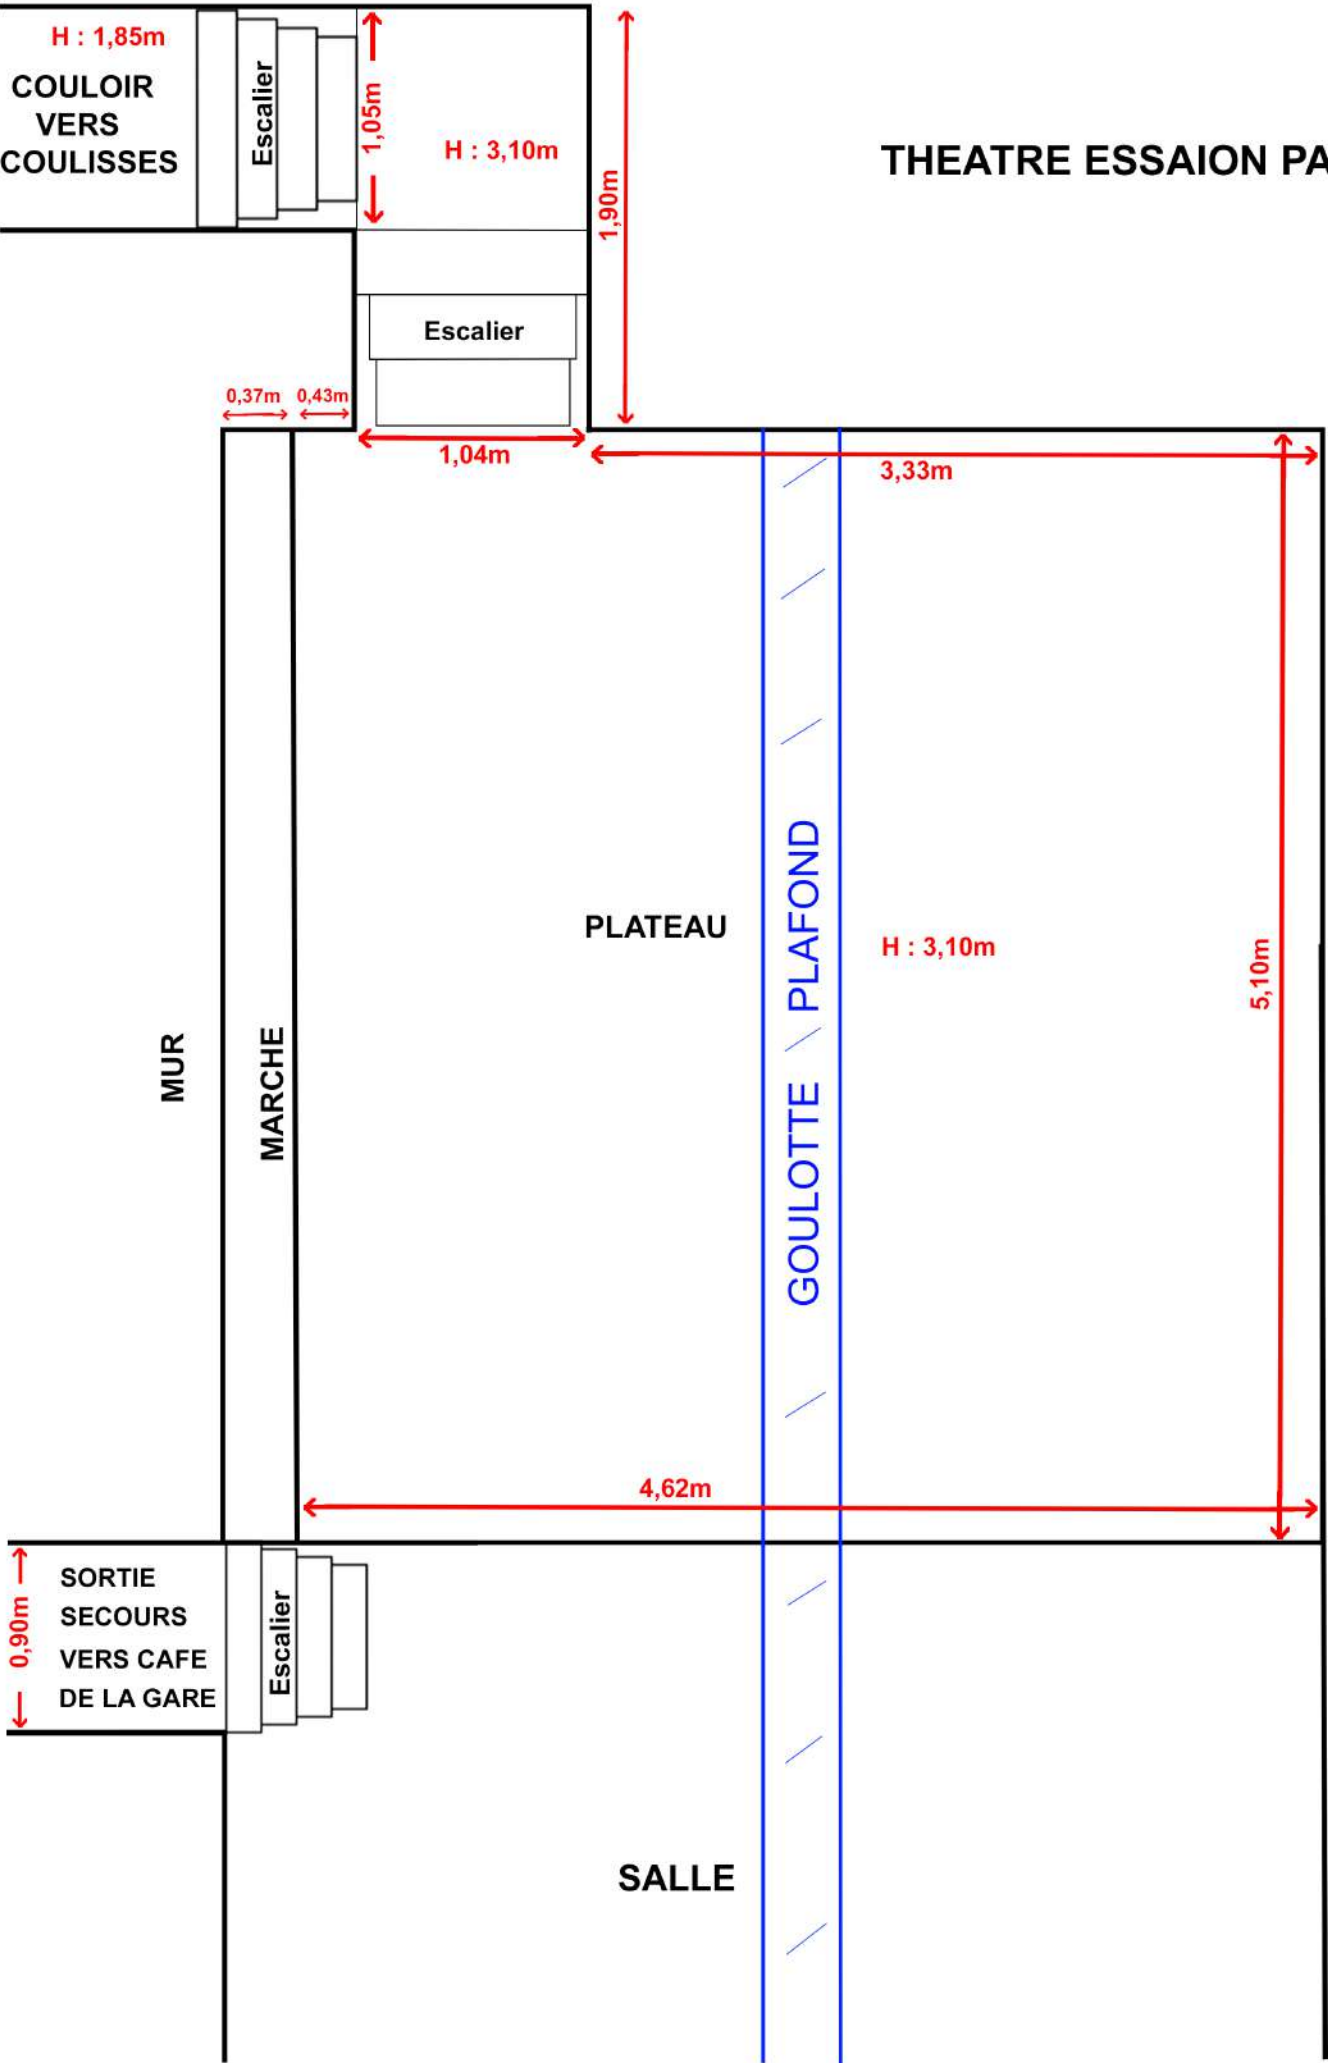 H : 1,85m
COULOIR
VERS
COULISSES
Escalier
1,05m
H : 3,10m
1,90m
THEATRE ESSAION PA
Escalier
0,37m
0,43m
1,04m
3,33m
PLATEAU
GOULOTTE PLAFOND
H : 3,10m
5,10m
MUR
MARCHE
4,62m
0,90m
SORTIE
SECOURS
VERS CAFE
DE LA GARE
Escalier
SALLE